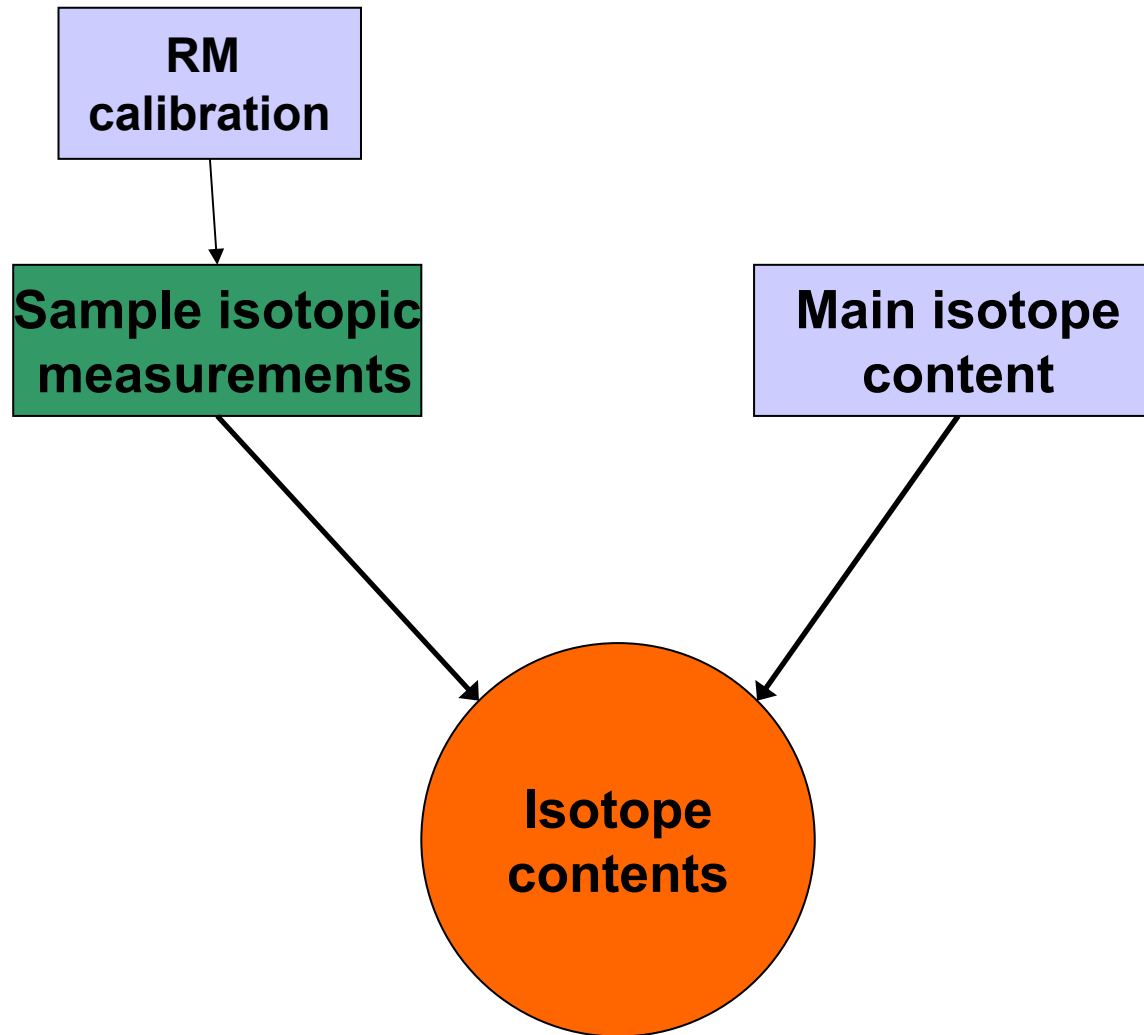 RM
calibration
Sample isotopic
measurements
Main isotope
content
Isotope
contents